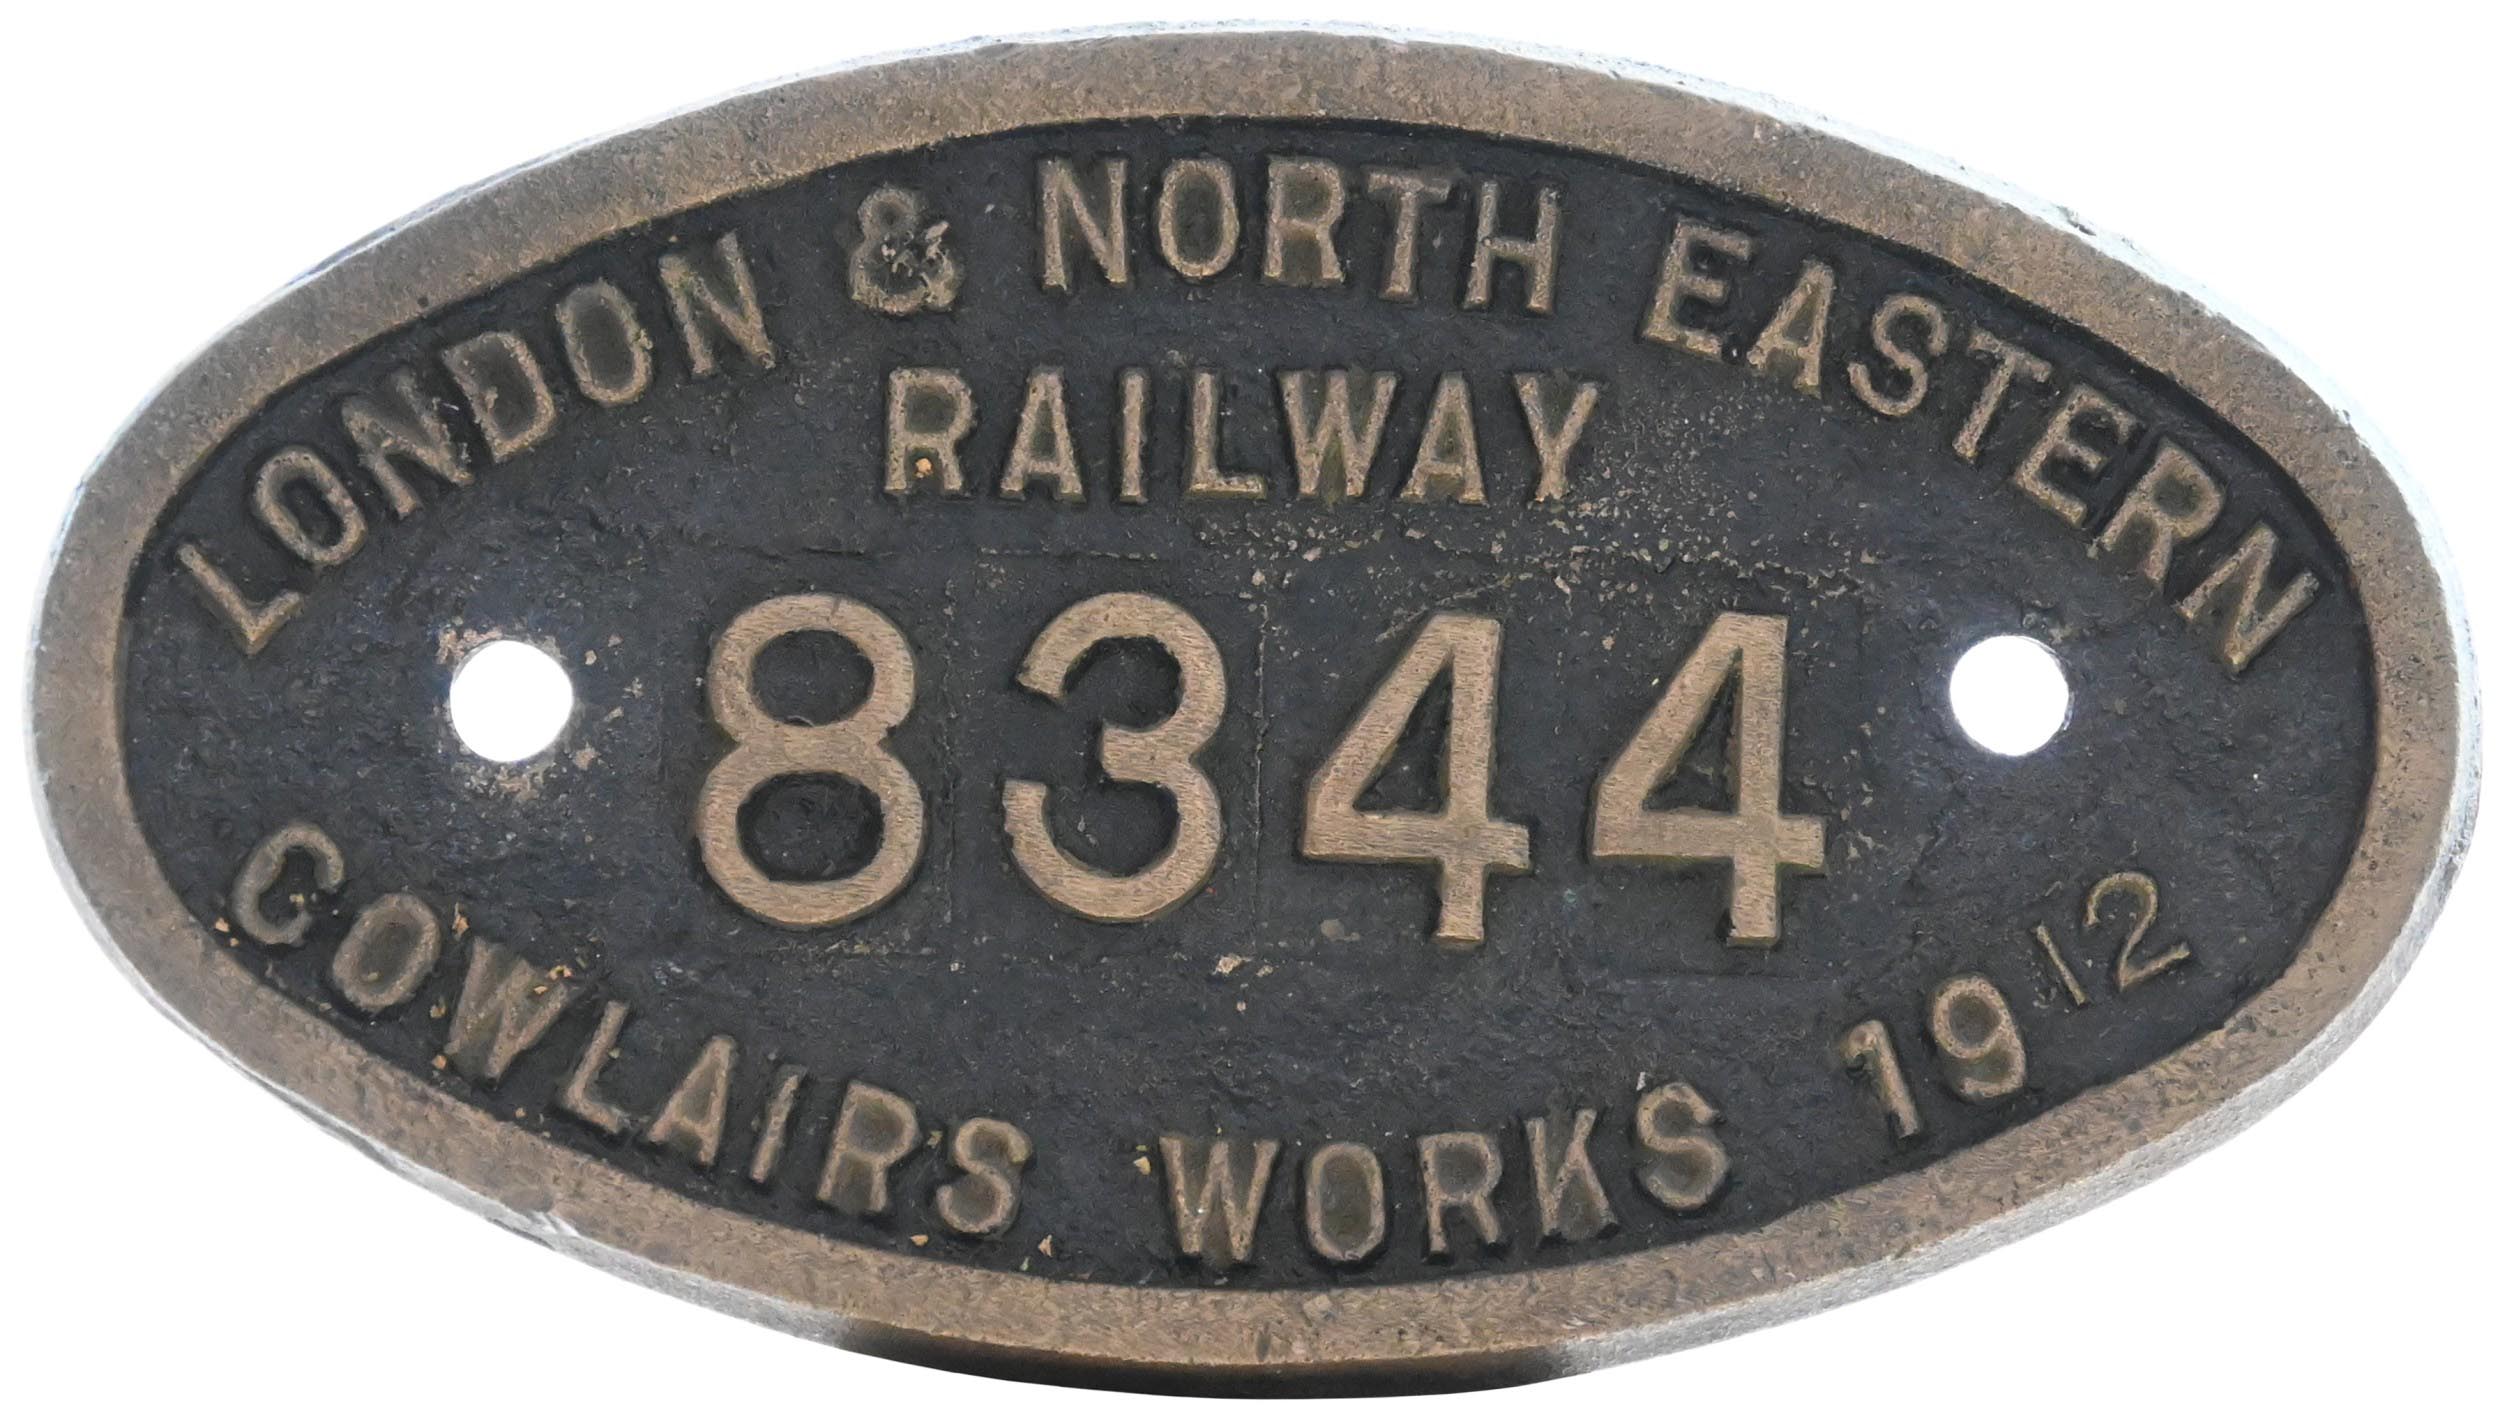 LONDON & NORTH EASTERN
RAILWAY
8344
COWLAIRS WORKS 1912